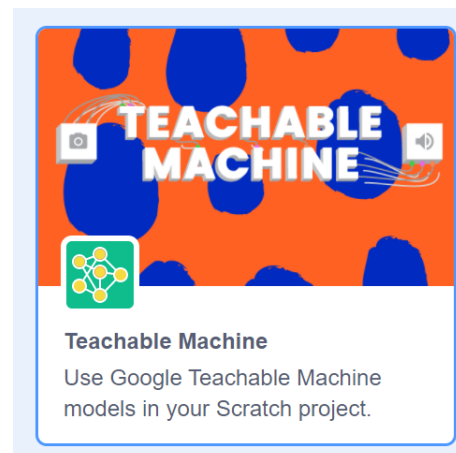 TEACHABLE
MACHINE
Teachable Machine
Use Google Teachable Machine
models in your Scratch project.